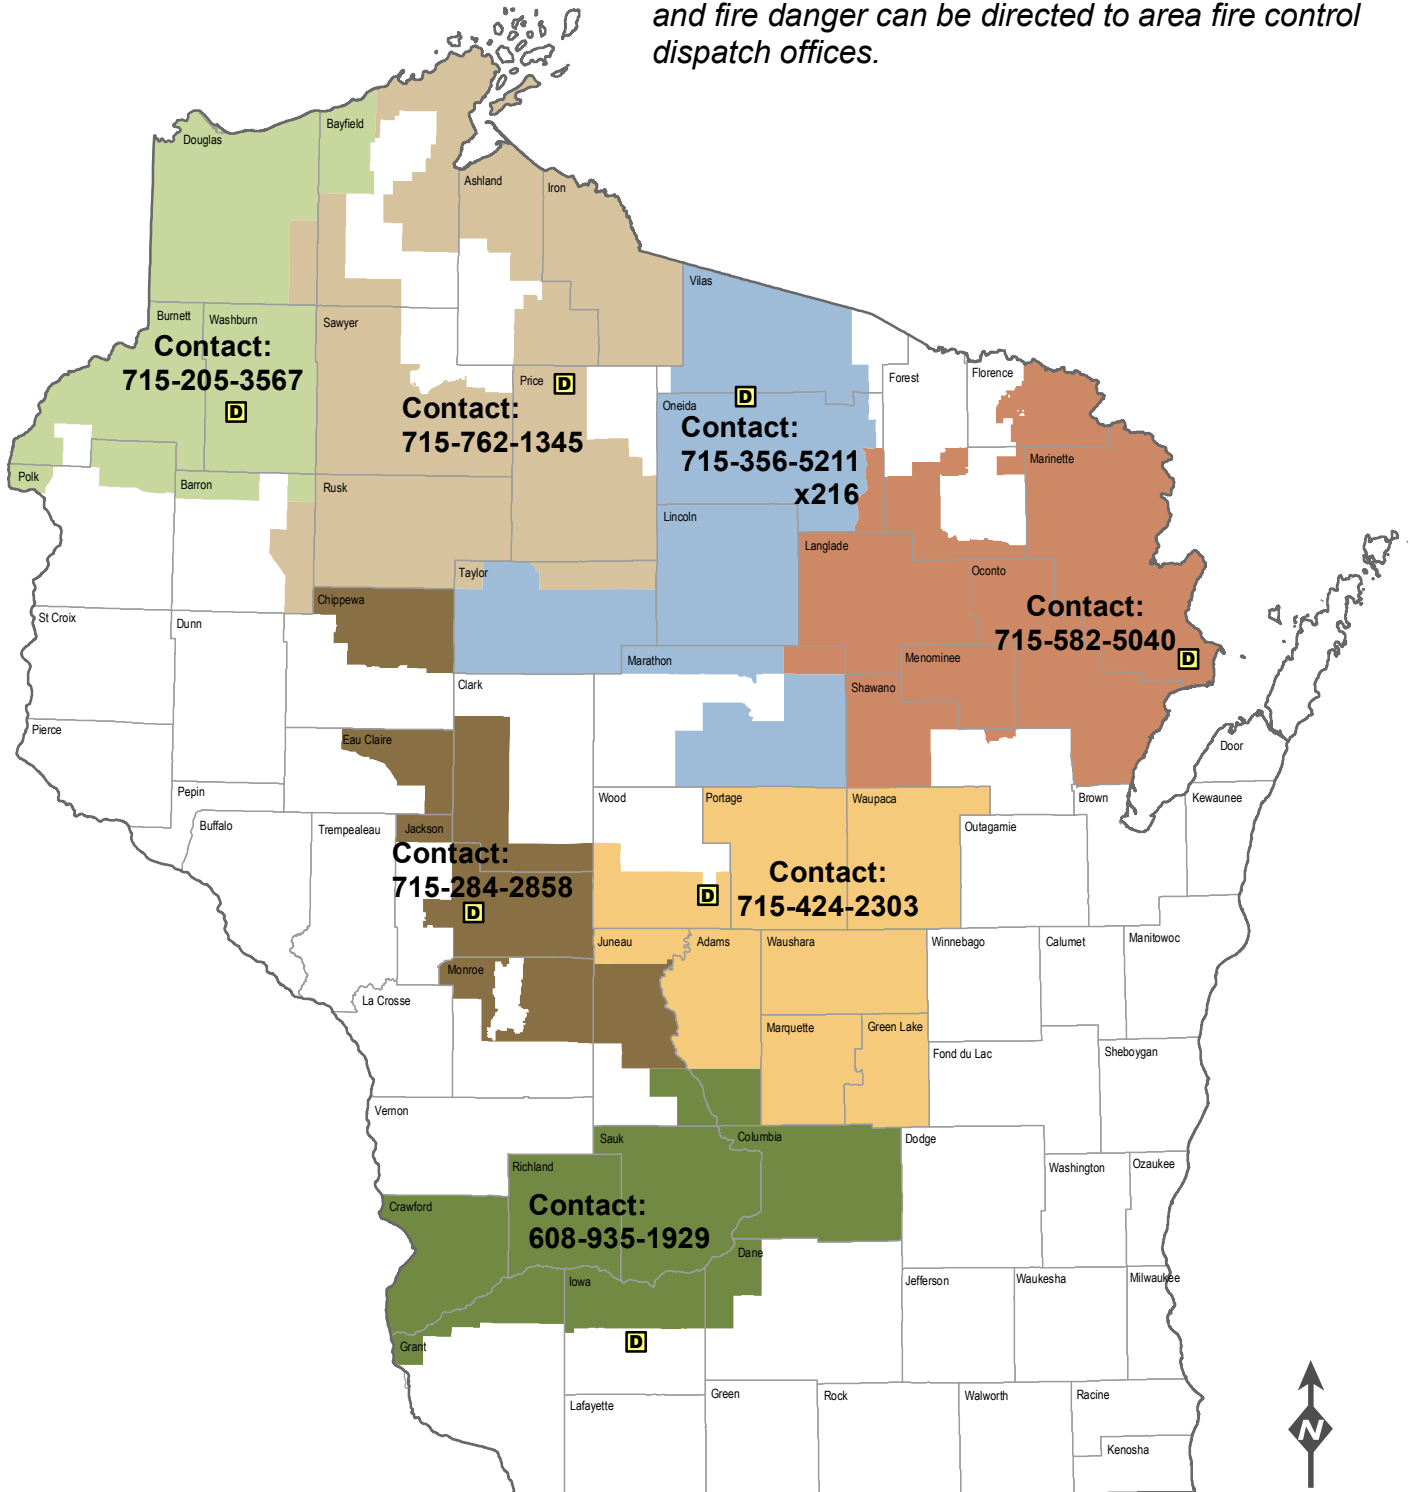 and fire danger can be directed to area fire control
dispatch offices.
Bayfield
Douglas
Ashland
Iron
Vilas
Burnett
Washburn
Sawyer
Contact:
715-205-3567
D
Price
D
Forest
Florence
Contact:
715-762-1345
D
Oneida
Contact:
715-356-5211
x216
Marinette
Polk
Barron
Rusk
Lincoln
Langlade
Taylor
Oconto
Chippewa
Contact:
715-582-5040
D
St Croix
Dunn
Marathon
Menominee
Clark
Shawano
Pierce
Eau Claire
Door
Pepin
Wood
Portage
Waupaca
Brown
Kewaunee
Buffalo
Trempealeau
Jackson
Outagamie
Contact:
715-284-2858
D
Contact:
715-424-2303
D
Juneau
Adams
Waushara
Winnebago
Calumet
Manitowoc
Monroe
La Crosse
Marquette
Green Lake
Fond du Lac
Sheboygan
Vernon
Sauk
Columbia
Dodge
Richland
Washington
Ozaukee
Crawford
Contact:
608-935-1929
Dane
Iowa
Jefferson
Waukesha
Milwaukee
D
Grant
Lafayette
Green
Rock
Walworth
Racine
N
Kenosha